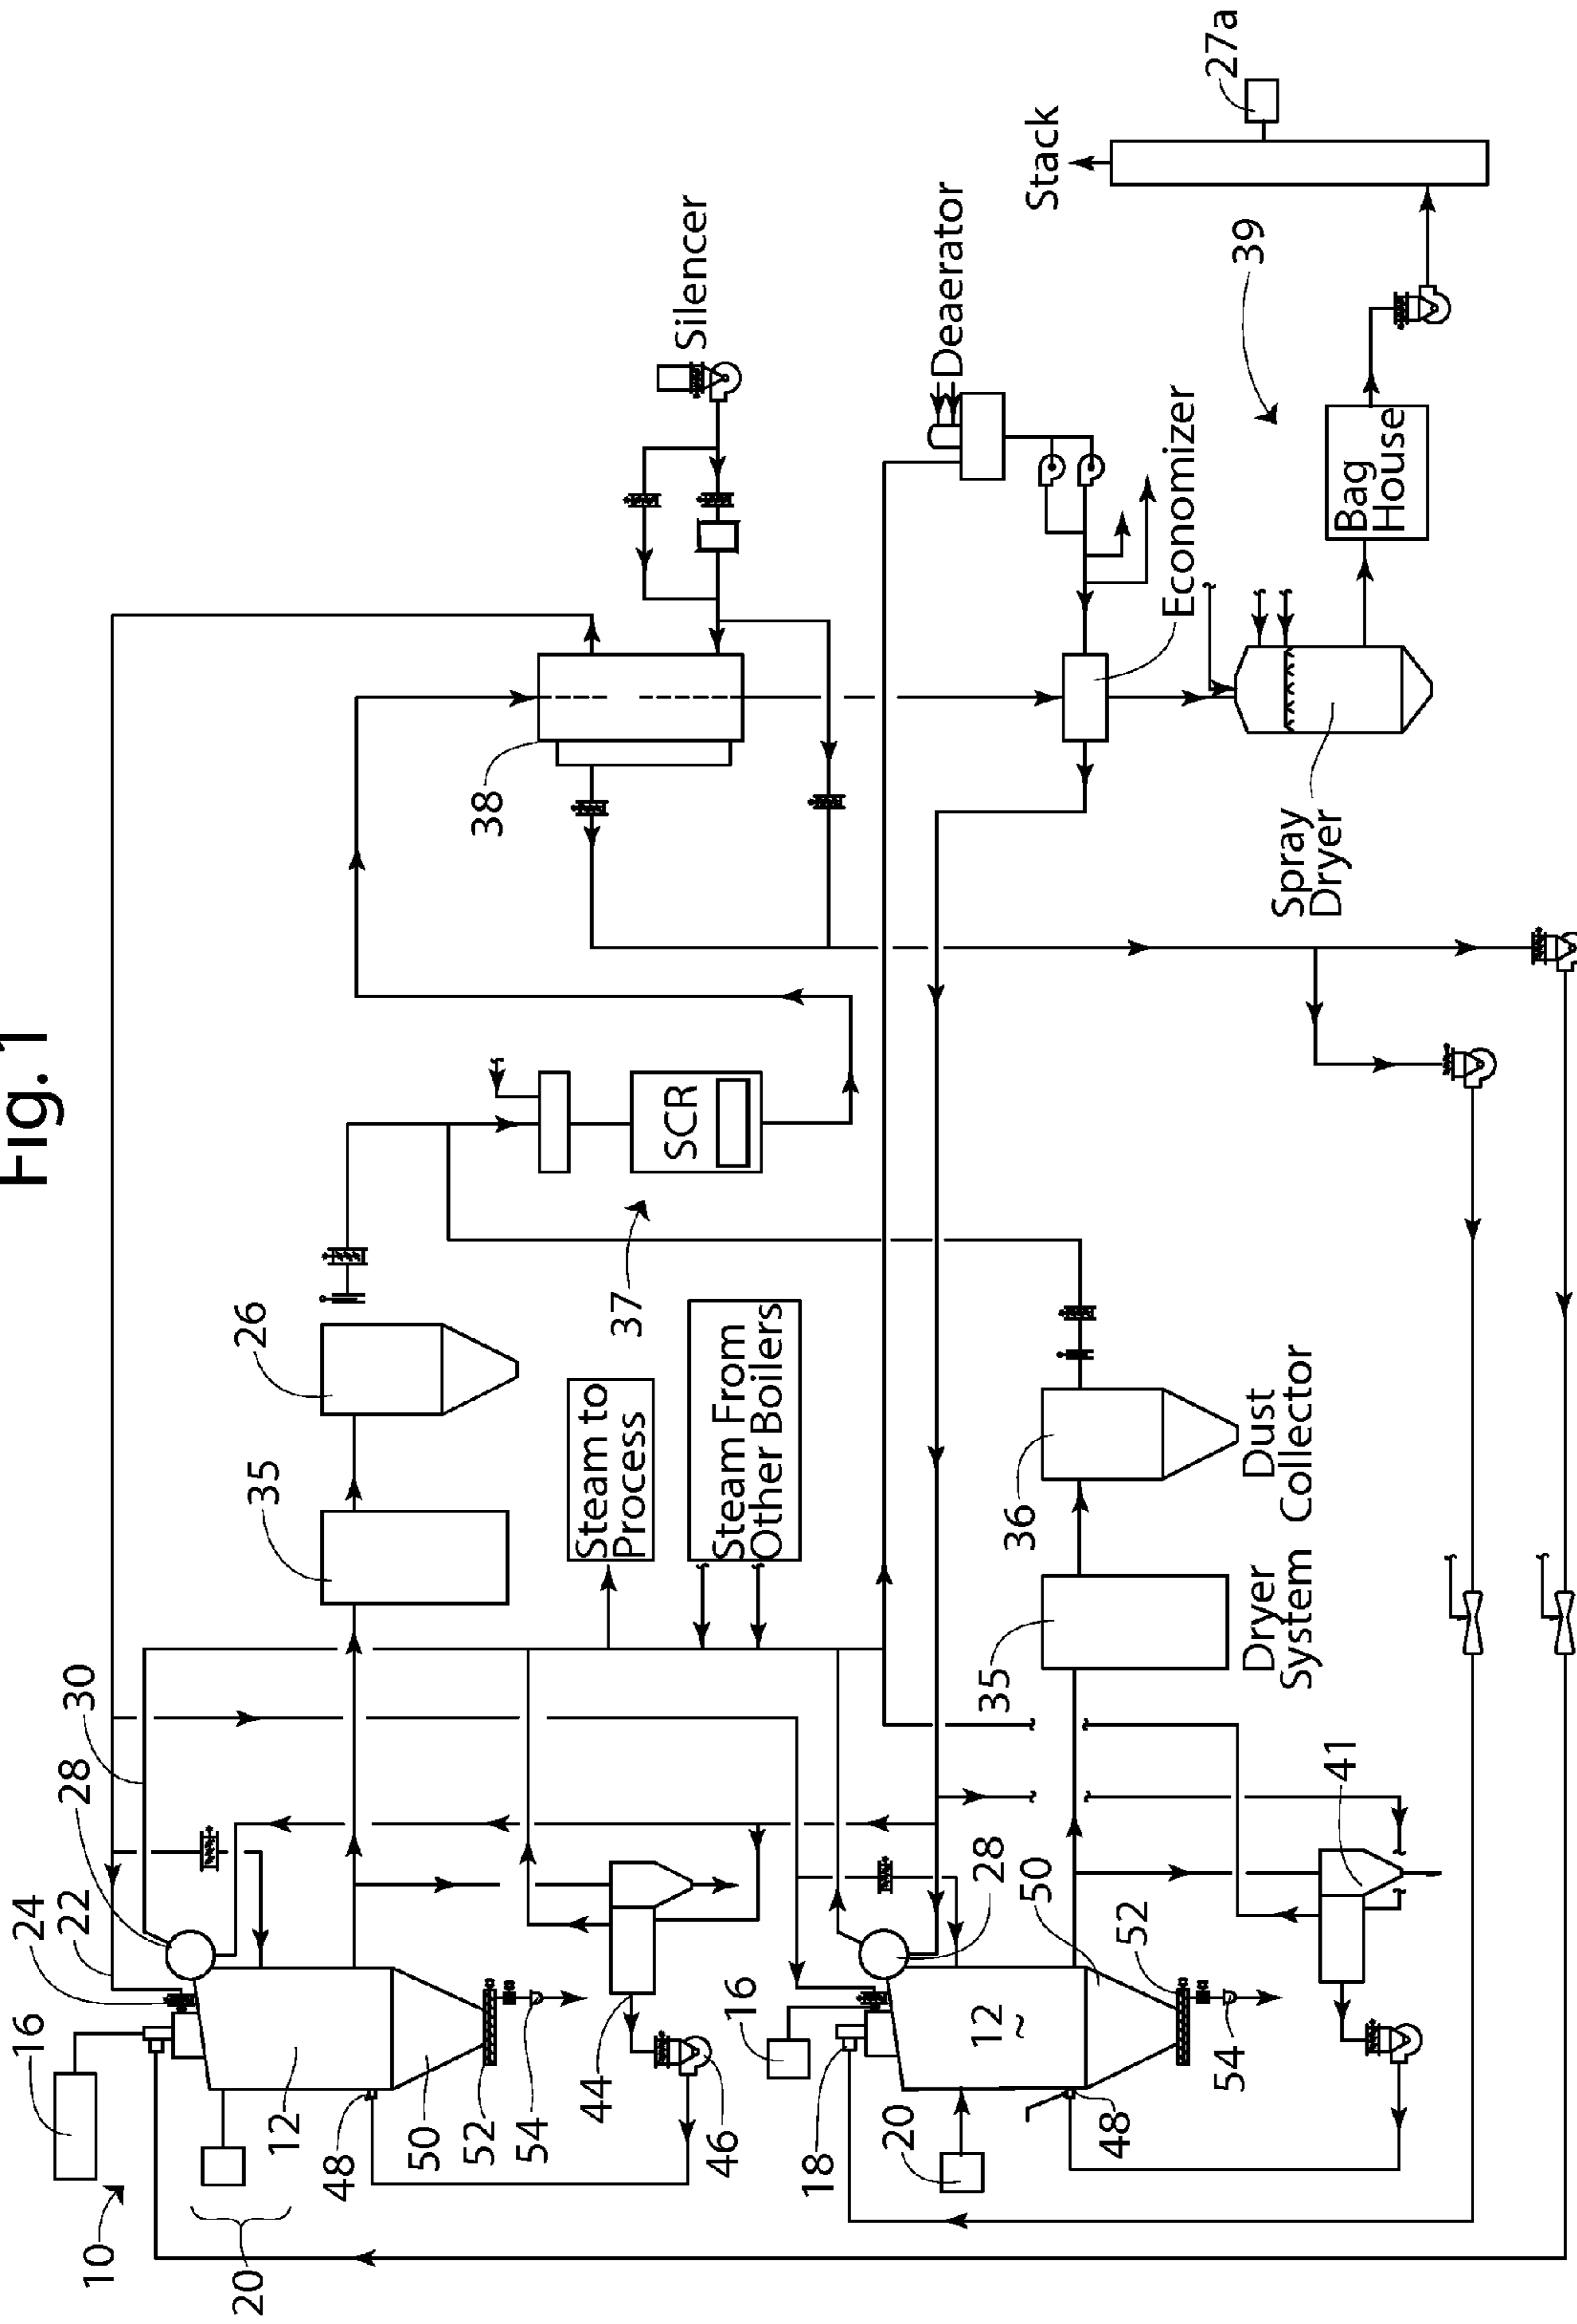 Fig. 1
16
24
22
28
30
10
20
12
26
35
48
50
52
38
54
44
Steam to
Process
37
SCR
Silencer
46
Steam From
Other Boilers
16
18
20
12
28
Deaerator
35
36
50
Stack
48
52
Economizer
54
27a
39
Dryer
System
Dust
Collector
Spray
Dryer
41
Bag
House